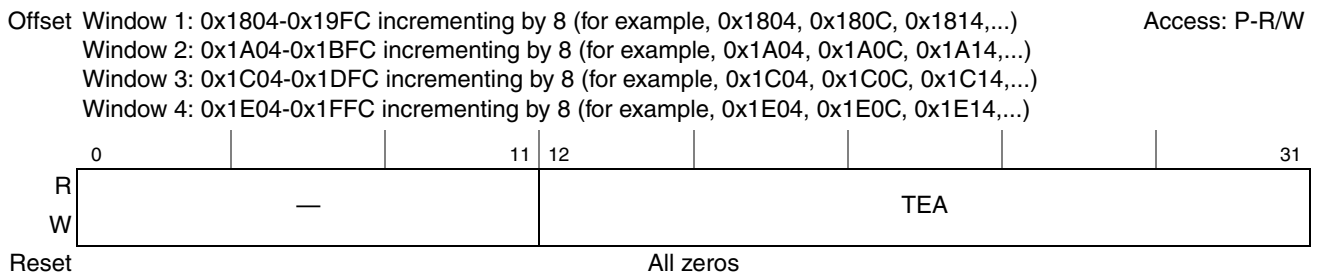 Offset Window 1: 0x1804-0x19FC incrementing by 8 (for example, 0x1804, 0x180C, 0x1814,...) Access: P-R/W
Window 2: 0x1A04-0x1BFC incrementing by 8 (for example, 0x1A04, 0x1A0C, 0x1A14,...)
Window 3: 0x1C04-0x1DFC incrementing by 8 (for example, 0x1C04, 0x1C0C, 0x1C14,...)
Window 4: 0x1E04-0x1FFC incrementing by 8 (for example, 0x1E04, 0x1E0C, 0x1E14,...)
0 11 12 31
R
— TEA
W
Reset All zeros